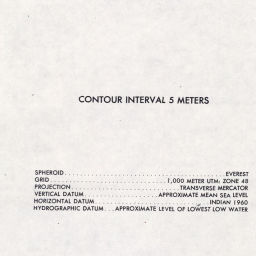 CONTOUR INTERVAL 5 METERS
SPHEROID.......................................................EVEREST
GRID...................................1,000 METER UTM: ZONE 48
PROJECTION..............................TRANSVERSE MERCATOR
VERTICAL DATUM....................APPROXIMATE MEAN SEA LEVEL
HORIZONTAL DATUM.................................INDIAN 1960
HYDROGRAPHIC DATUM...APPROXIMATE LEVEL OF LOWEST LOW WATER